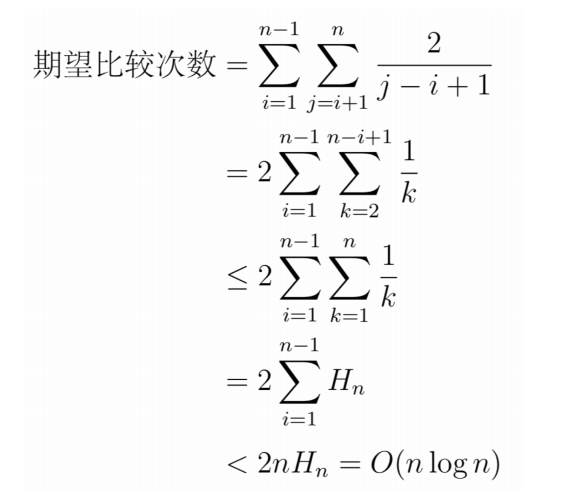 期望比较次数 = \sum_{i=1}^{n-1} \sum_{j=i+1}^{n} \frac{2}{j-i+1}
= 2 \sum_{i=1}^{n-1} \sum_{k=2}^{n-i+1} \frac{1}{k}
\leq 2 \sum_{i=1}^{n-1} \sum_{k=1}^{n} \frac{1}{k}
= 2 \sum_{i=1}^{n-1} H_n
< 2nH_n = O(n \log n)